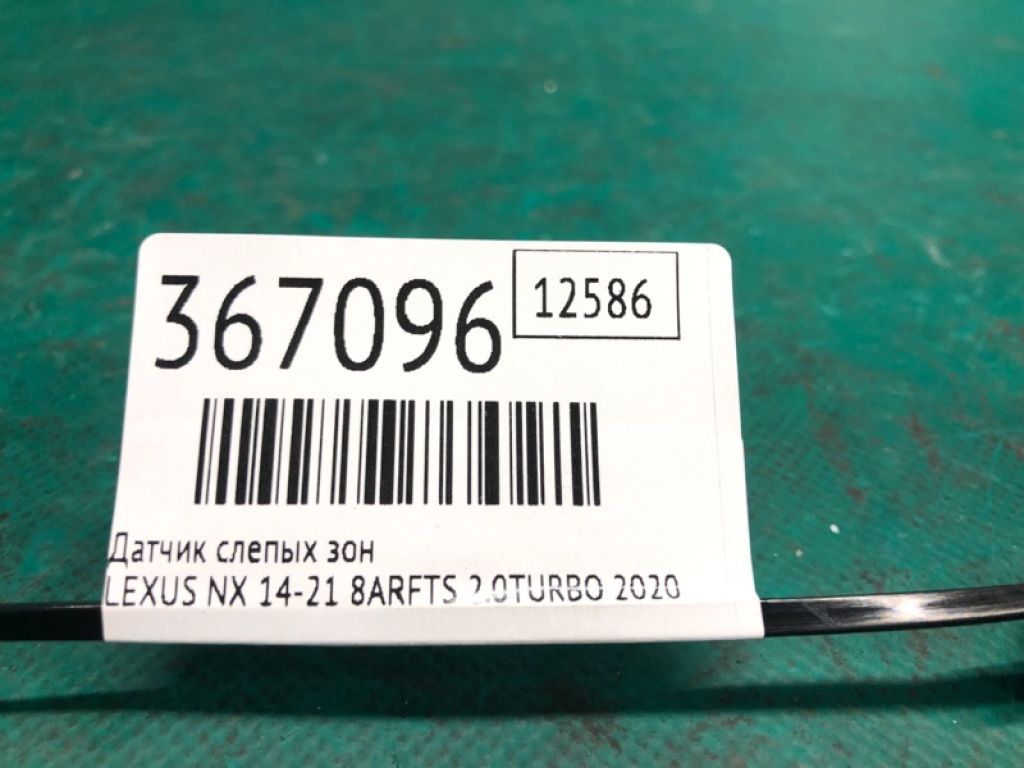 367096 12586
Датчик слепых зон
LEXUS NX 14-21 8ARFTS 2.0TURBO 2020